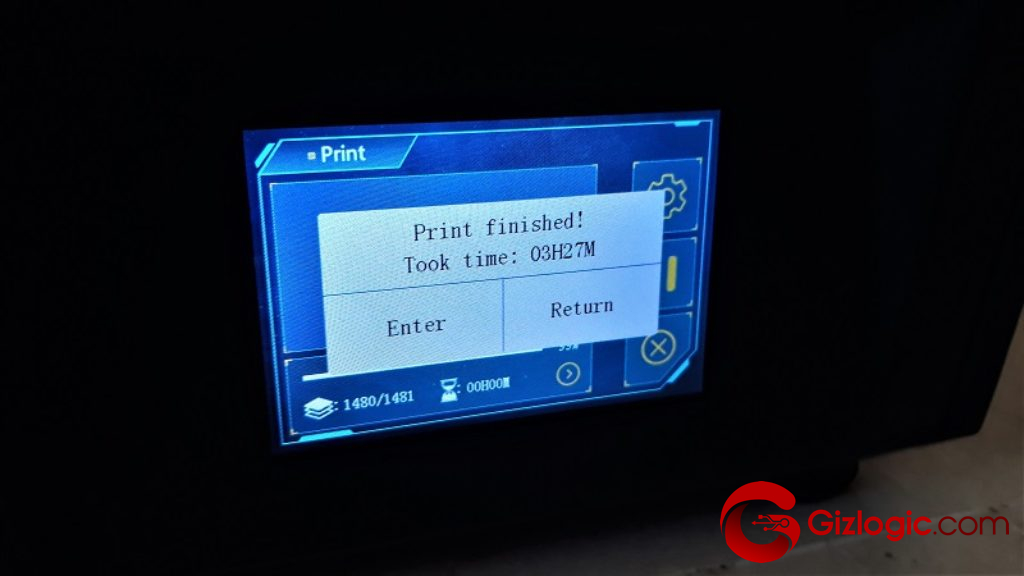 Print
Print finished!
Took time: 03H27M
Enter
Return
1480/1481
: 00H00M
Gizlogic.com